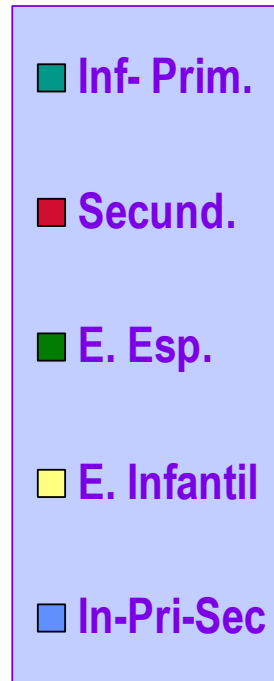 Inf- Prim.
Secund.
E. Esp.
E. Infantil
In-Pri-Sec